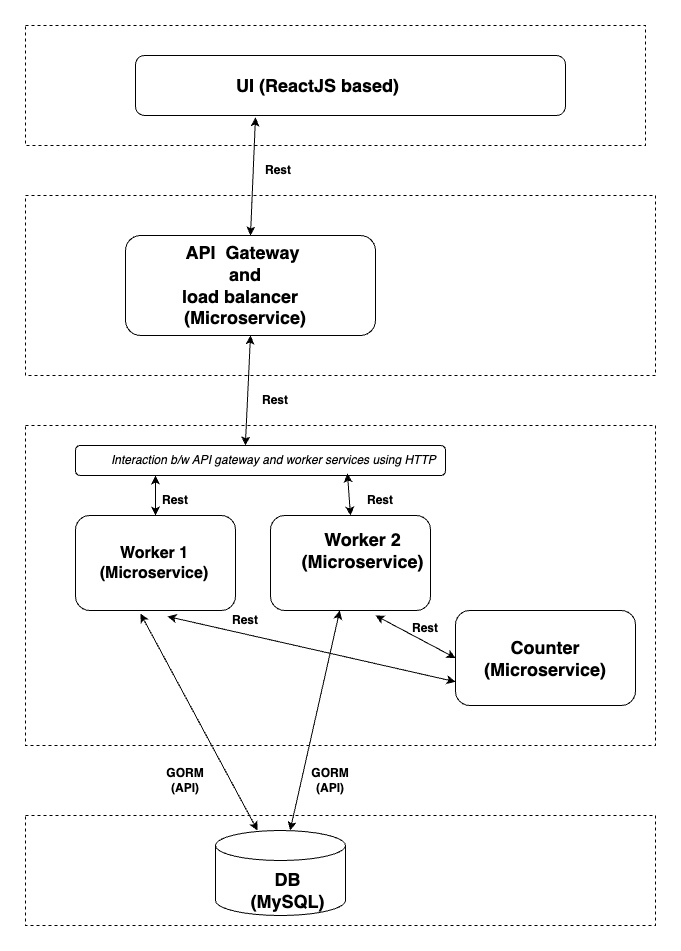 UI (ReactJS based)
Rest
API Gateway
and
load balancer
(Microservice)
Rest
Interaction b/w API gateway and worker services using HTTP
Rest
Rest
Worker 1
(Microservice)
Worker 2
(Microservice)
Rest
Rest
Counter
(Microservice)
GORM
(API)
GORM
(API)
DB
(MySQL)